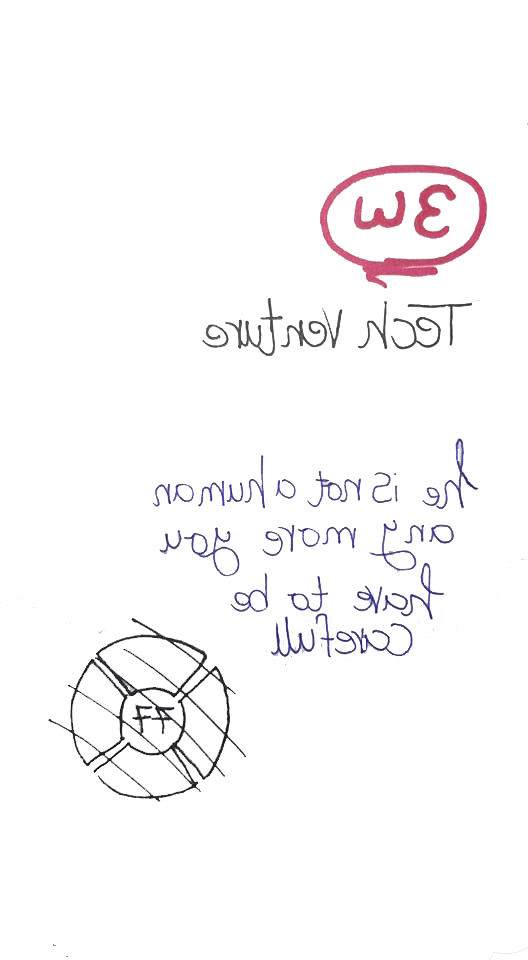 3W
Tech Venture
he is not a human
any more you
have to be
Carefull
FF